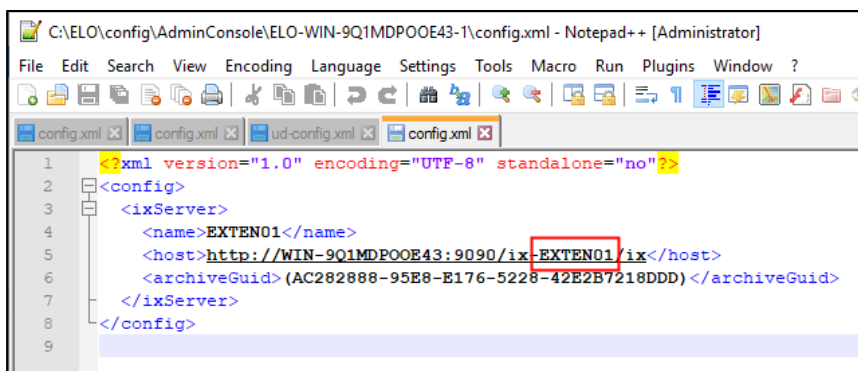 C:\ELO\config\AdminConsole\ELO-WIN-9Q1MDPOOE43-1\config.xml - Notepad++ [Administrator]
File Edit Search View Encoding Language Settings Tools Macro Run Plugins Window ?
config.xml config.xml ud-config.xml config.xml
1 <?xml version="1.0" encoding="UTF-8" standalone="no"?>
2 <config>
3 <ixServer>
4 <name>EXTEN01</name>
5 <host>http://WIN-9Q1MDPOOE43:9090/ix-EXTEN01/ix</host>
6 <archiveGuid>(AC282888-95E8-E176-5228-42E2B7218DDD)</archiveGuid>
7 </ixServer>
8 </config>
9